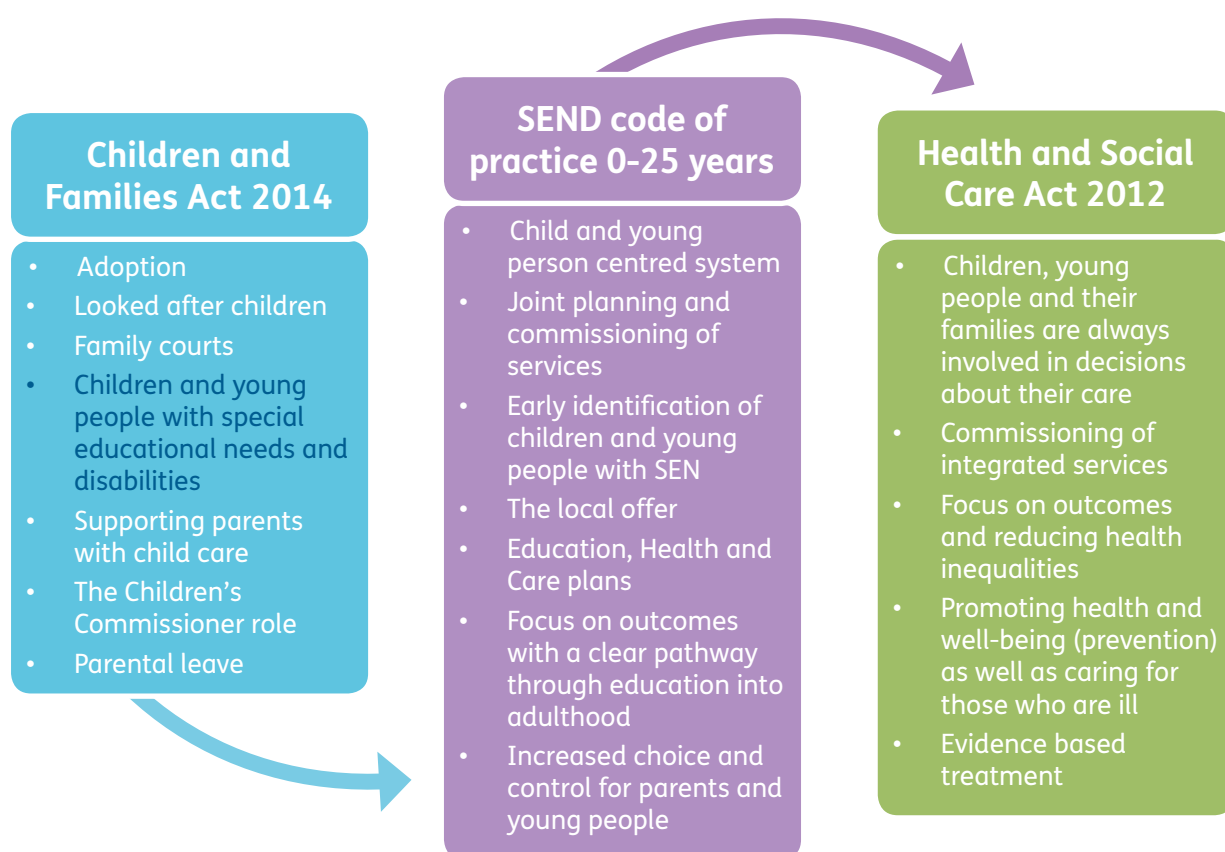 Children and
Families Act 2014
• Adoption
• Looked after children
• Family courts
• Children and young
people with special
educational needs and
disabilities
• Supporting parents
with child care
• The Children’s
Commissioner role
• Parental leave
SEND code of
practice 0-25 years
• Child and young
person centred system
• Joint planning and
commissioning of
services
• Early identification of
children and young
people with SEN
• The local offer
• Education, Health and
Care plans
• Focus on outcomes
with a clear pathway
through education into
adulthood
• Increased choice and
control for parents and
young people
Health and Social
Care Act 2012
• Children, young
people and their
families are always
involved in decisions
about their care
• Commissioning of
integrated services
• Focus on outcomes
and reducing health
inequalities
• Promoting health and
well-being (prevention)
as well as caring for
those who are ill
• Evidence based
treatment